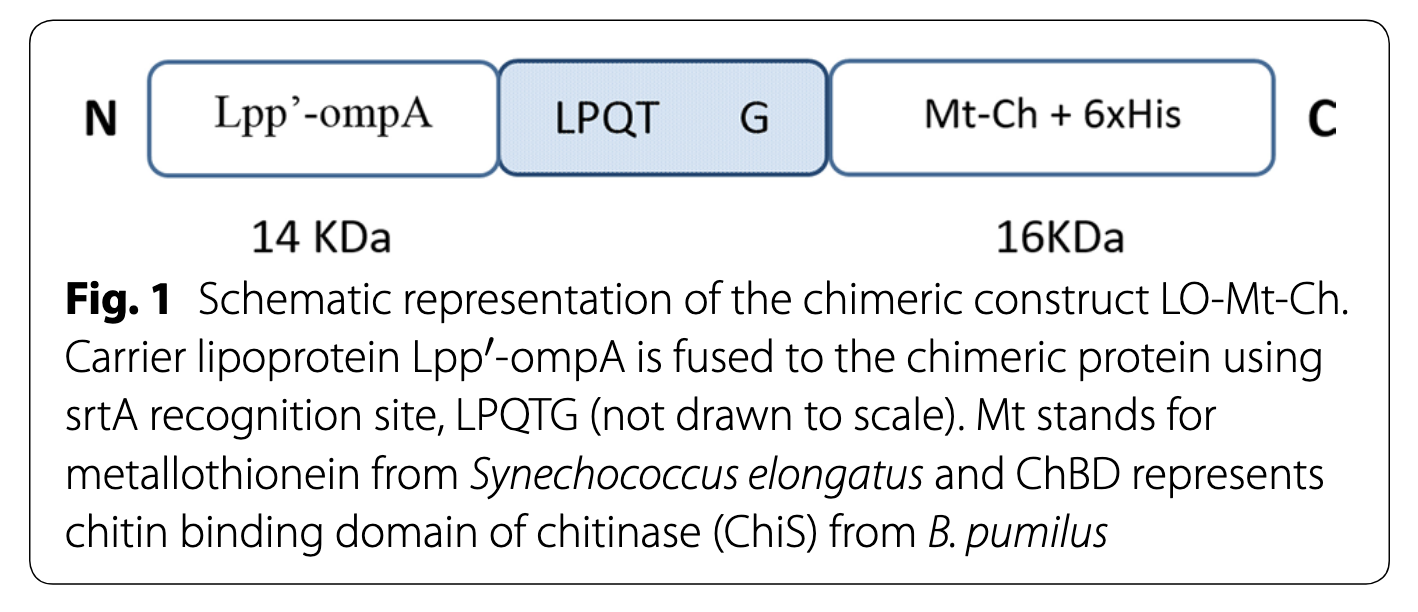 N Lpp’-ompA LPQT G Mt-Ch + 6xHis C
14 KDa 16KDa
Fig. 1 Schematic representation of the chimeric construct LO-Mt-Ch.
Carrier lipoprotein Lpp′-ompA is fused to the chimeric protein using
srtA recognition site, LPQTG (not drawn to scale). Mt stands for
metallothionein from Synechococcus elongatus and ChBD represents
chitin binding domain of chitinase (ChiS) from B. pumilus